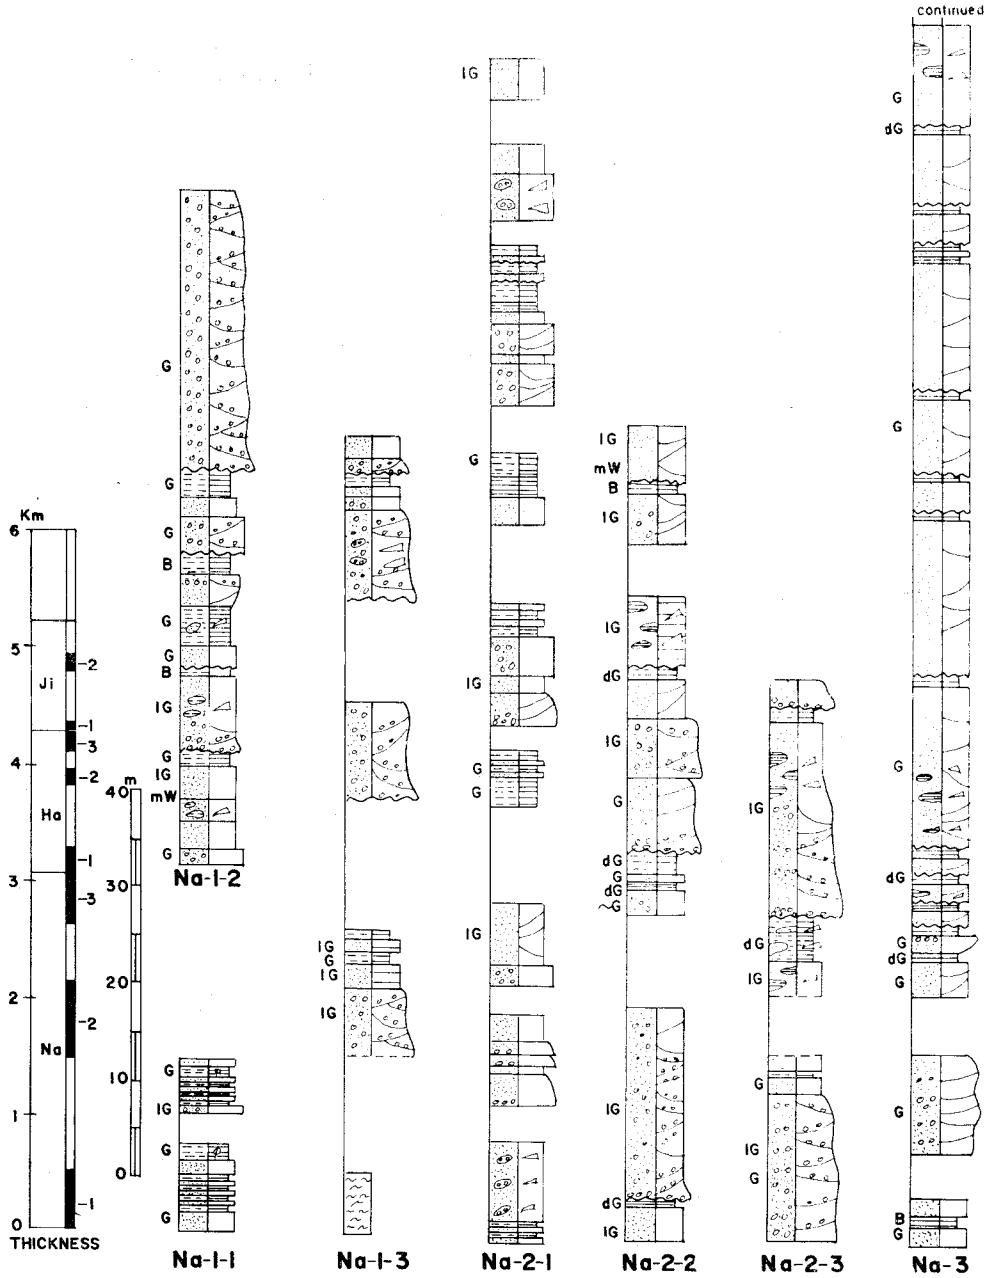 continued
Km
6
5
4
3
2
1
0
THICKNESS
Ji
Ha
Na
-2
-1
-3
-2
-1
-3
-2
-1
m
40
30
20
10
0
G
G
G
B
G
G
B
IG
G
IG
mW
G
Na-1-2
G
IG
G
G
Na-1-1
IG
G
IG
IG
Na-1-3
IG
G
IG
G
G
IG
Na-2-1
IG
mW
B
IG
IG
dG
IG
G
dG
G
dG
~G
IG
dG
IG
Na-2-2
IG
dG
IG
G
IG
G
Na-2-3
G
dG
G
G
dG
G
dG
G
G
B
G
Na-3